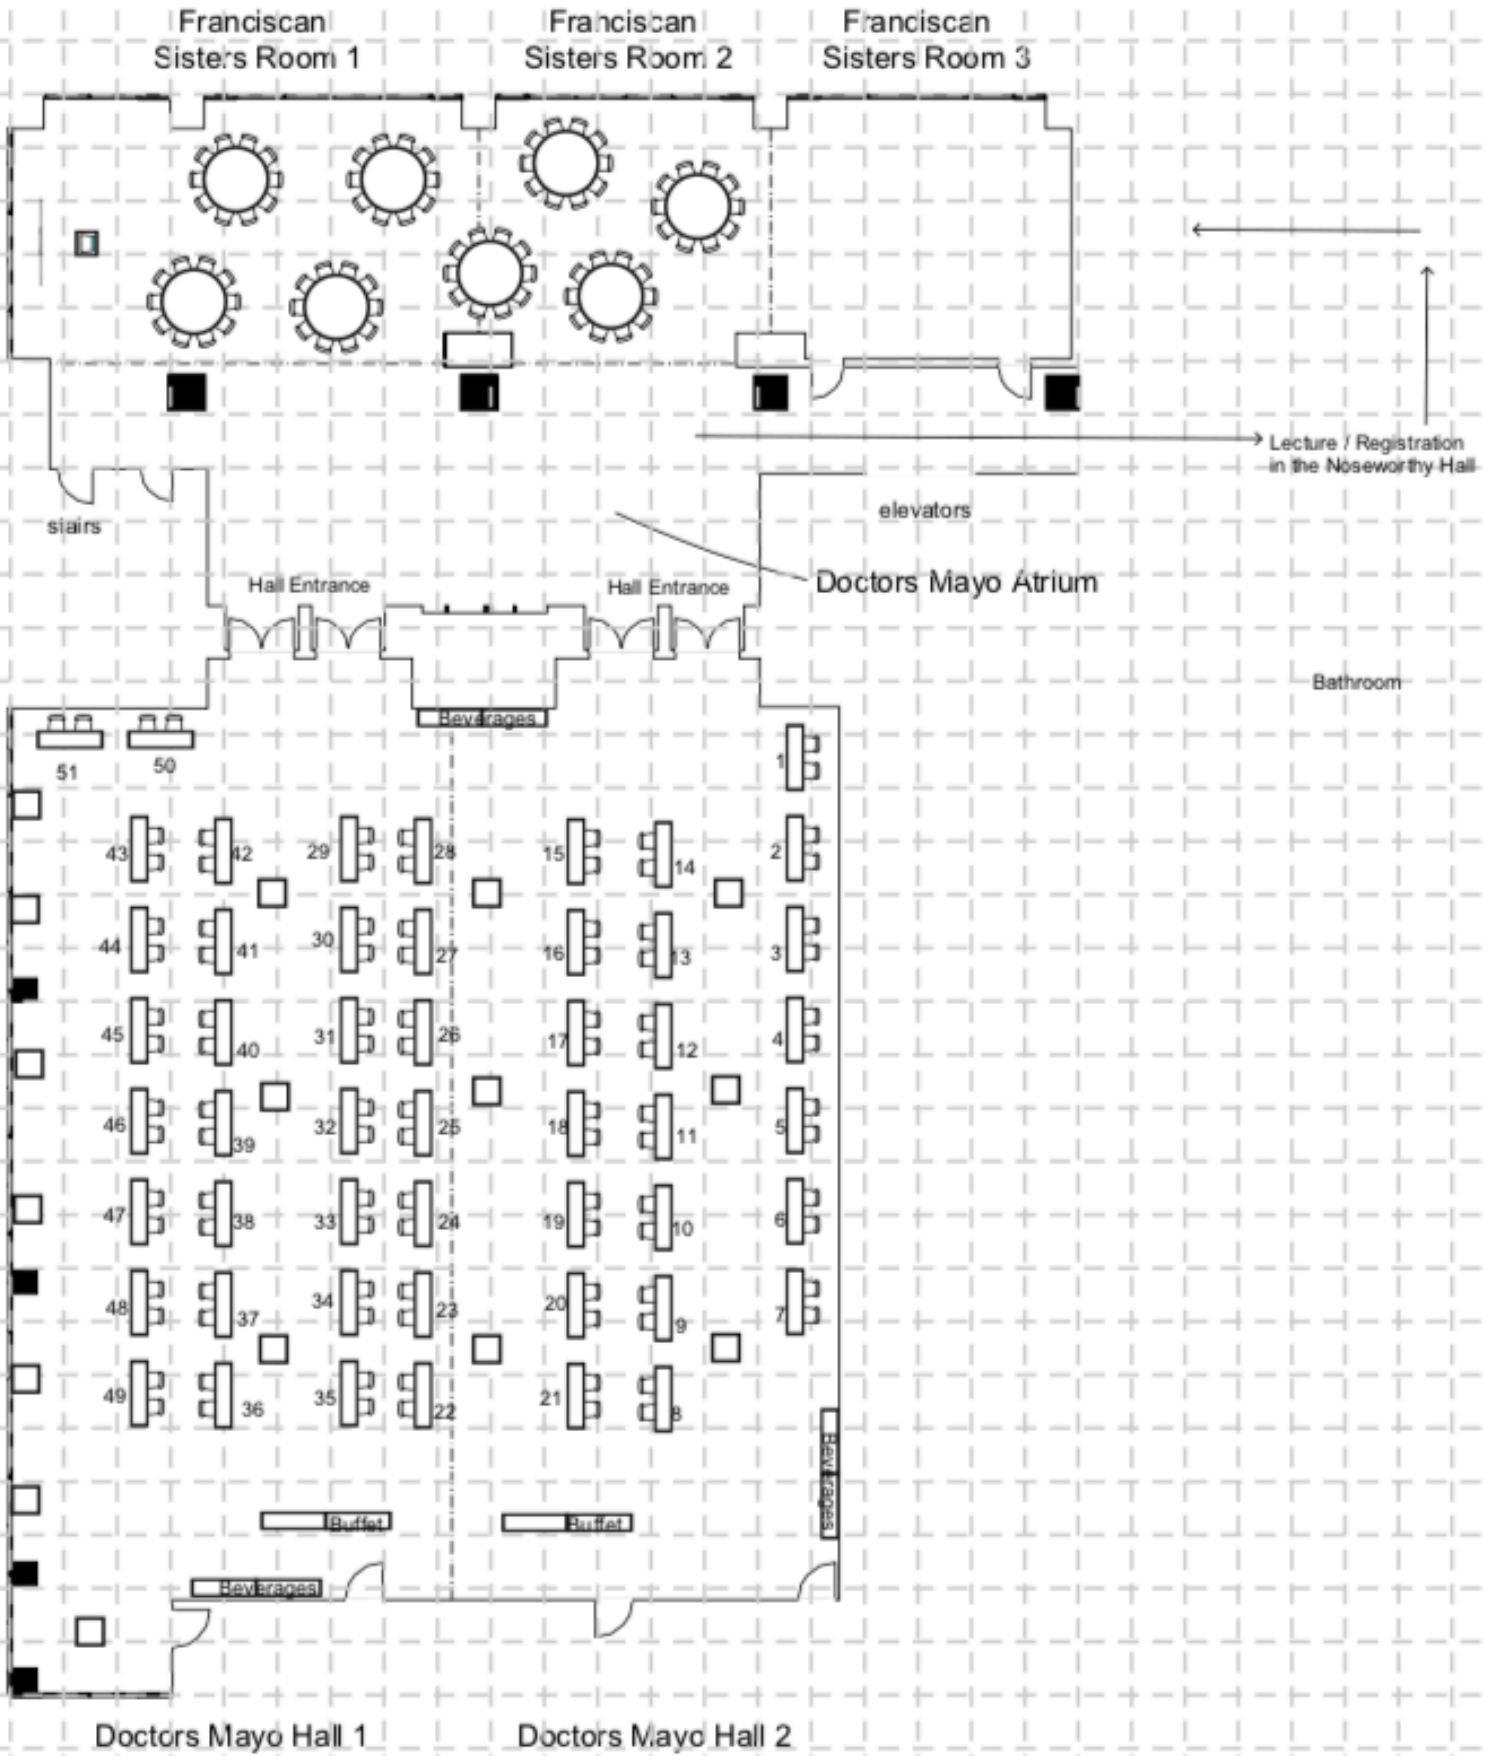 Franciscan
Sisters Room 1
Franciscan
Sisters Room 2
Franciscan
Sisters Room 3
Lecture / Registration
in the Noseworthy Hall
stairs
elevators
Hall Entrance
Hall Entrance
Doctors Mayo Atrium
Bathroom
Beverages
51
50
1
43
42
29
28
15
14
2
44
41
30
27
16
13
3
45
40
31
26
17
12
4
46
39
32
25
18
11
5
47
38
33
24
19
10
6
48
37
34
23
20
9
7
49
36
35
22
21
8
Beverages
Buffet
Buffet
Beverages
Doctors Mayo Hall 1
Doctors Mayo Hall 2